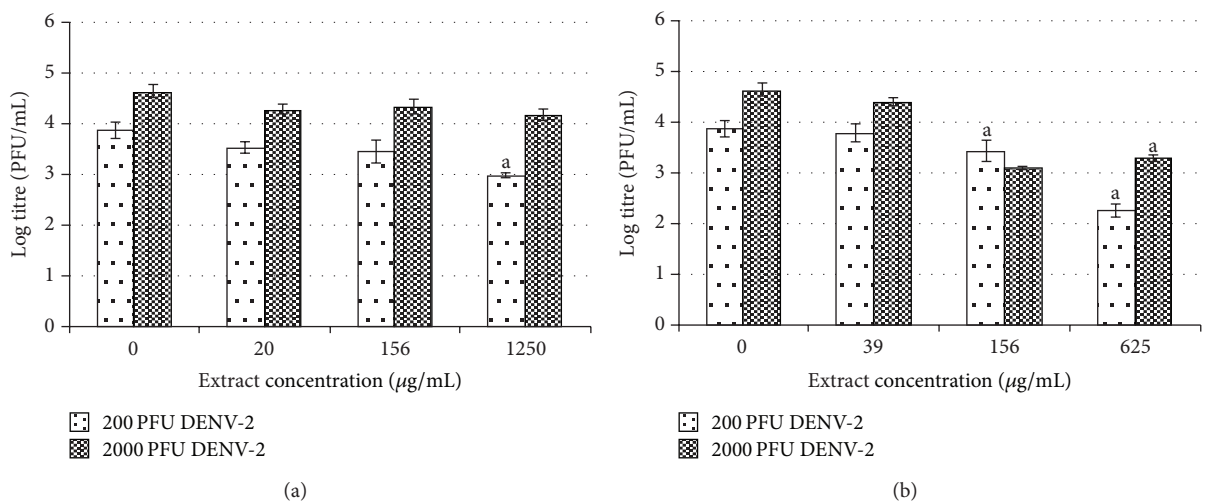 6
5
4
3
2
1
0
Log titre (PFU/mL)
a
0 20 156 1250
Extract concentration (µg/mL)
200 PFU DENV-2
2000 PFU DENV-2
(a)
6
5
4
3
2
1
0
Log titre (PFU/mL)
a
a
a
0 39 156 625
Extract concentration (µg/mL)
200 PFU DENV-2
2000 PFU DENV-2
(b)